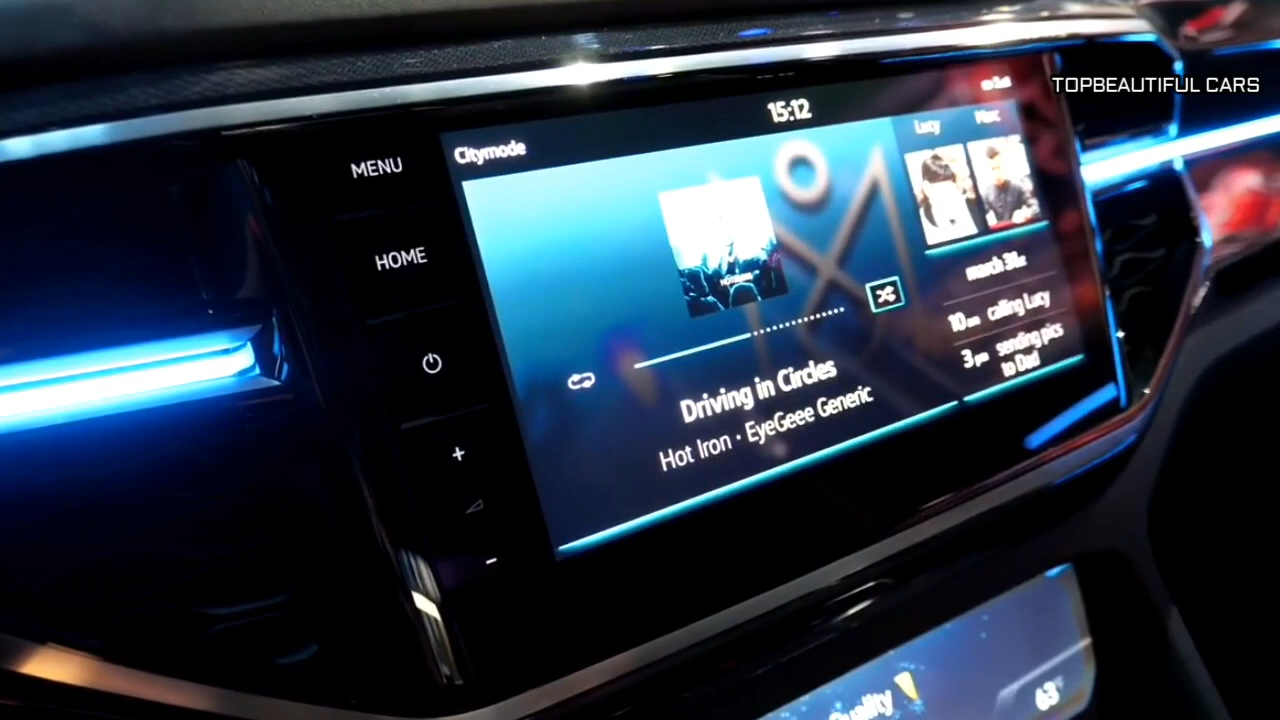 TOPBEAUTIFUL CARS
15:12
Citymode
MENU
HOME
Lucy Marc
march 31st
10am calling Lucy
3pm sending pics
to Dad
Driving in Circles
Hot Iron · EyeGeee Generic
Quality
63°